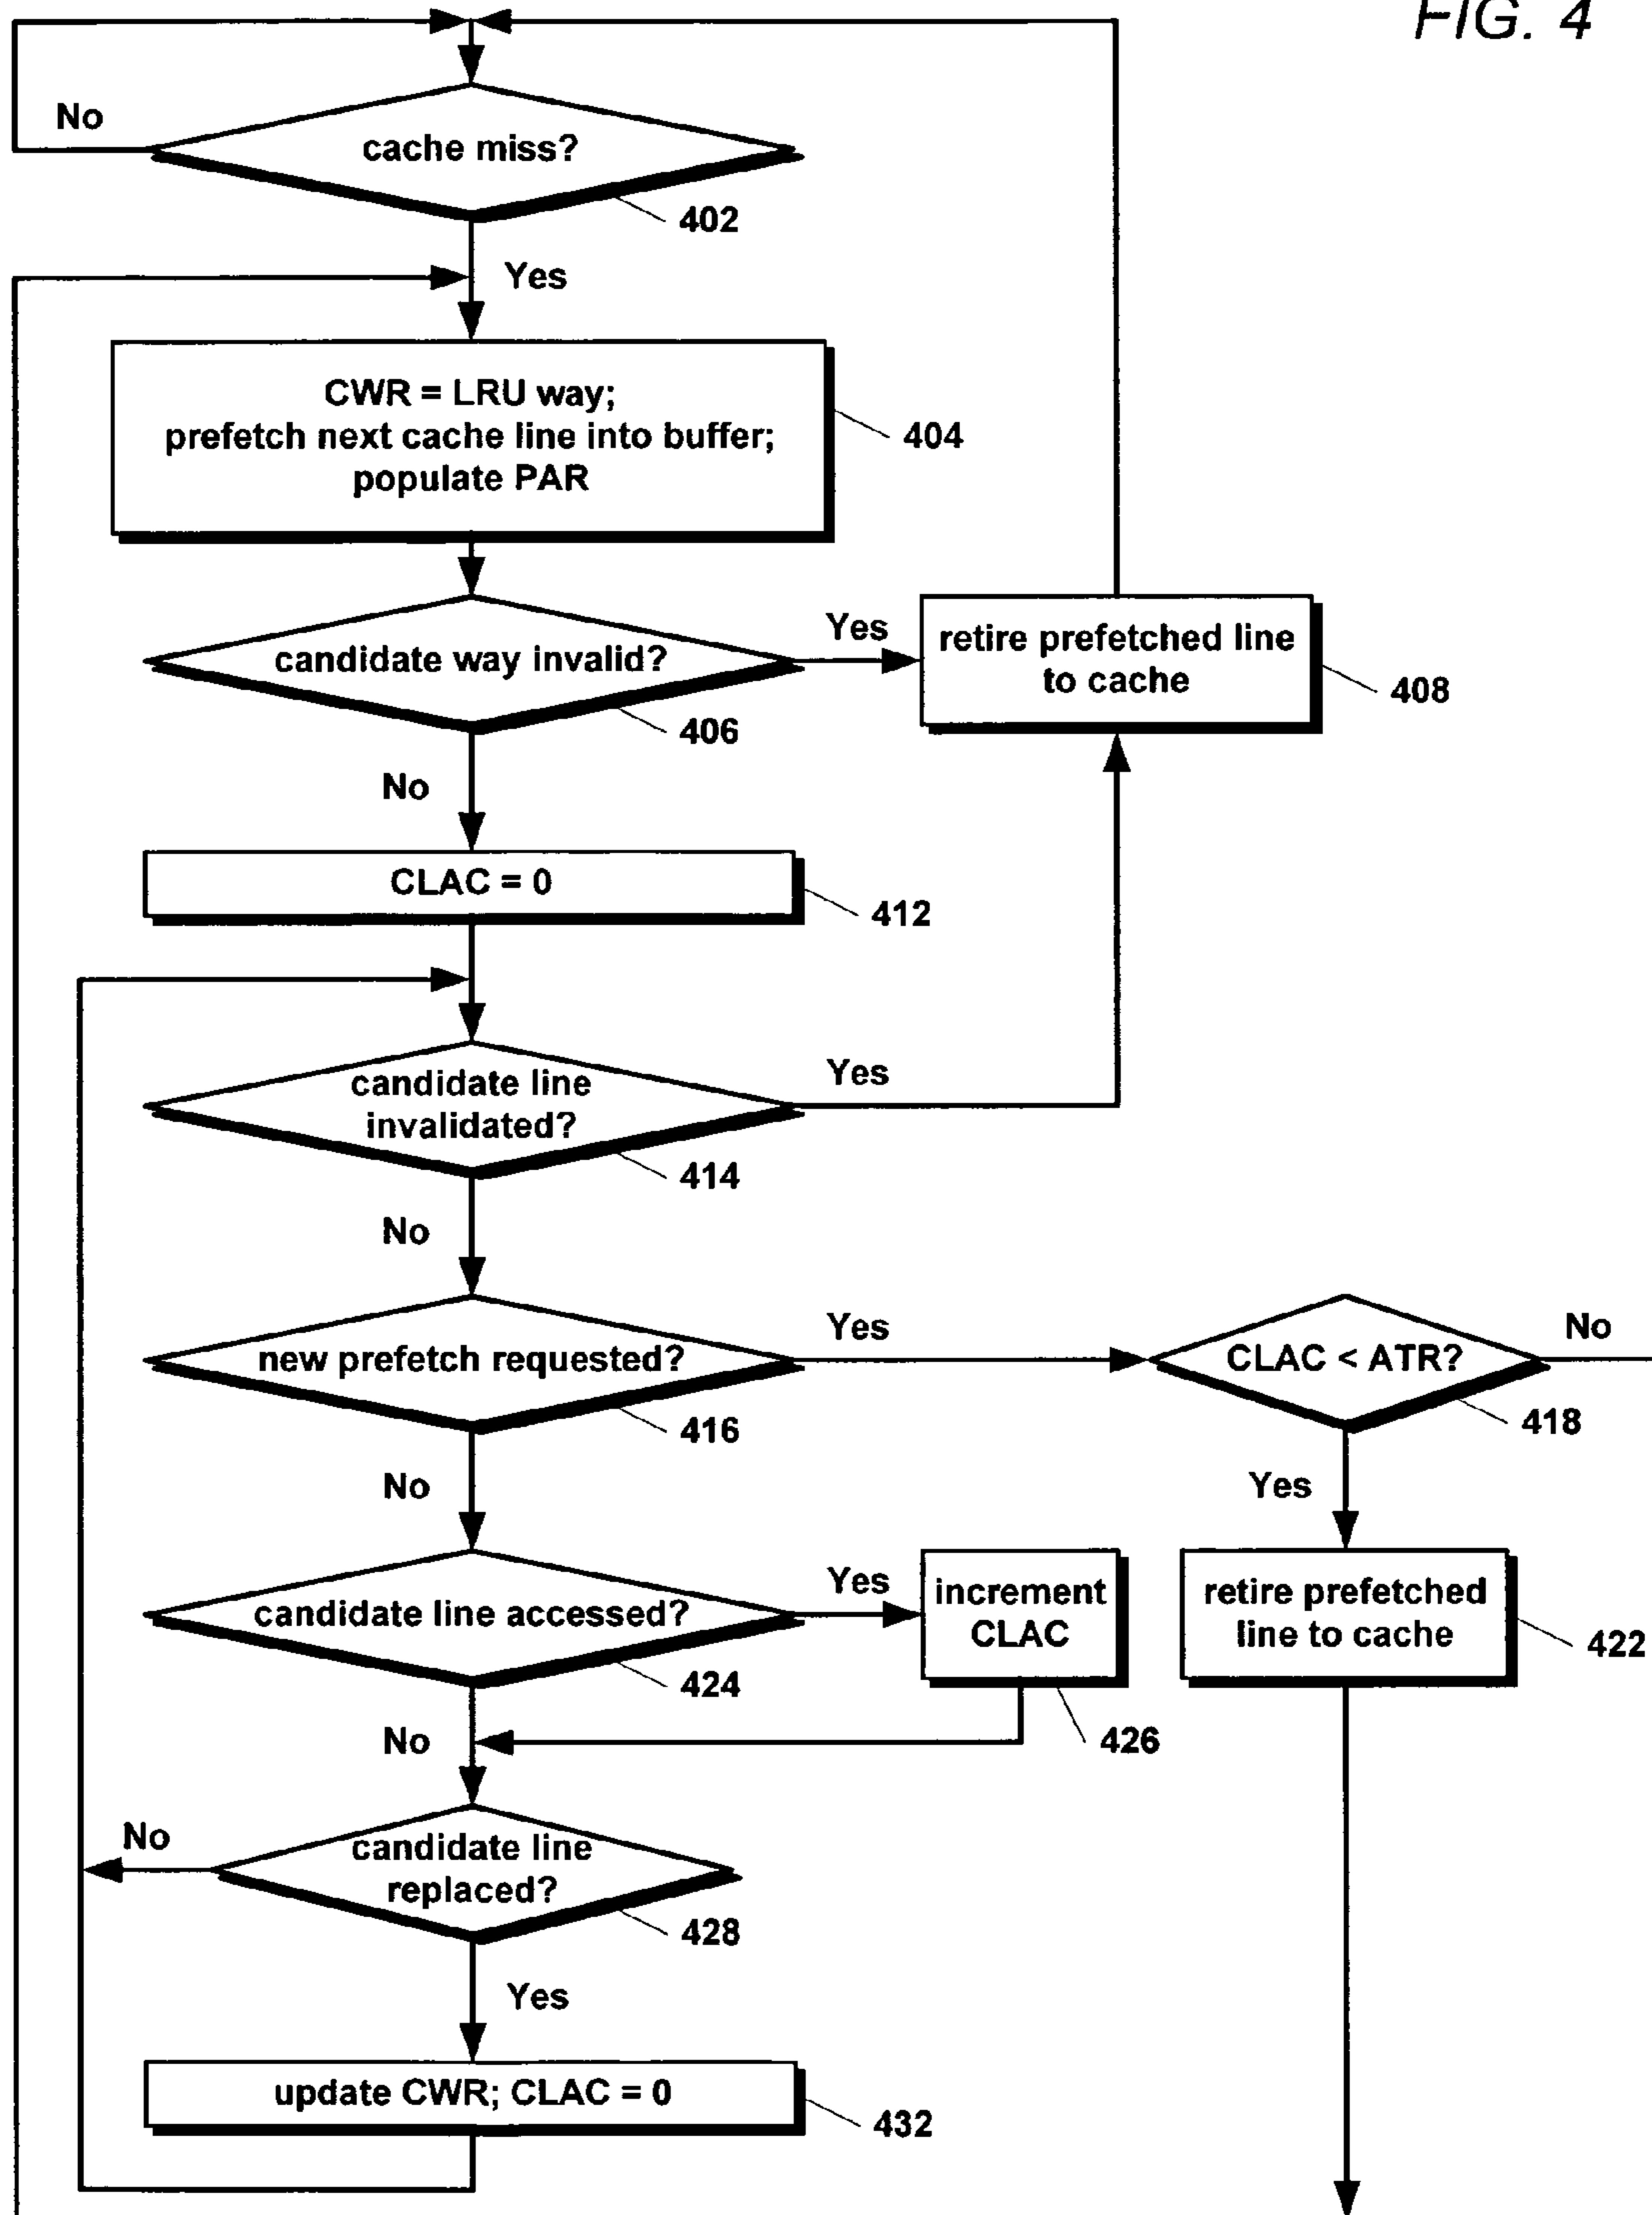 FIG. 4
No
cache miss?
402
Yes
CWR = LRU way;
prefetch next cache line into buffer;
populate PAR
404
candidate way invalid?
Yes
406
retire prefetched line
to cache
408
No
CLAC = 0
412
candidate line
invalidated?
Yes
414
No
new prefetch requested?
Yes
416
CLAC < ATR?
No
418
No
Yes
candidate line accessed?
Yes
424
increment
CLAC
426
retire prefetched
line to cache
422
No
No
candidate line
replaced?
428
Yes
update CWR; CLAC = 0
432